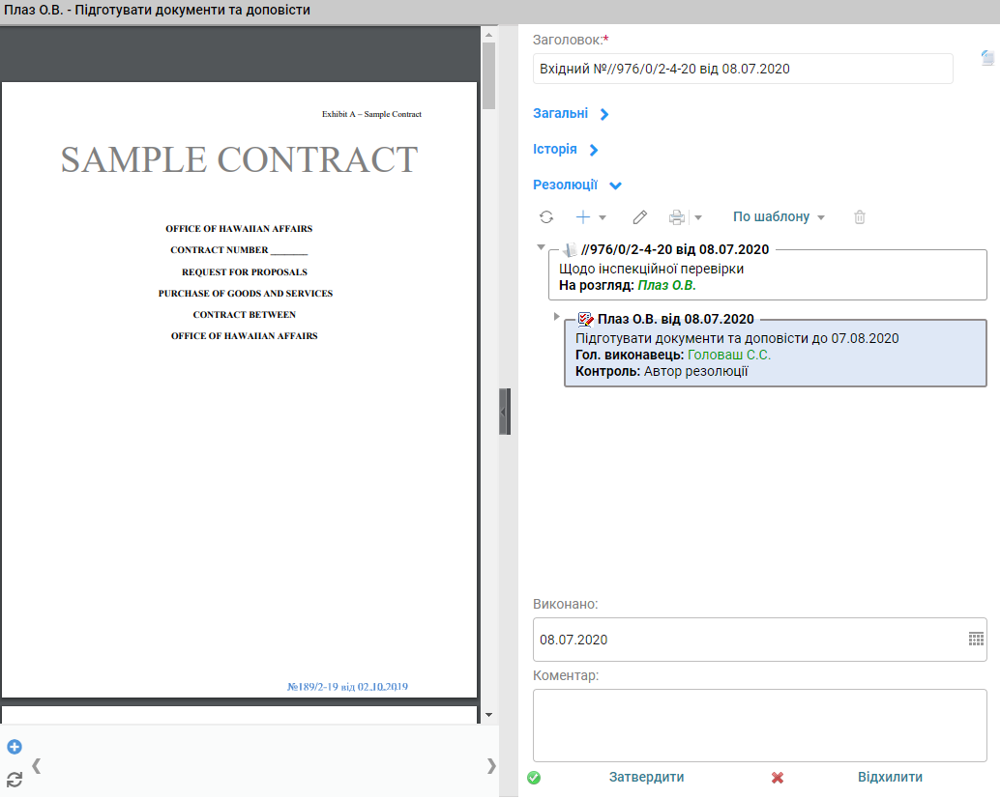 Плаз О.В. - Підготувати документи та доповісти
Exhibit A – Sample Contract
SAMPLE CONTRACT
OFFICE OF HAWAIIAN AFFAIRS
CONTRACT NUMBER _______
REQUEST FOR PROPOSALS
PURCHASE OF GOODS AND SERVICES
CONTRACT BETWEEN
OFFICE OF HAWAIIAN AFFAIRS
№189/2-19 від 02.10.2019
Заголовок:*
Вхідний №//976/0/2-4-20 від 08.07.2020
Загальні
Історія
Резолюції
По шаблону
//976/0/2-4-20 від 08.07.2020
Щодо інспекційної перевірки
На розгляд: Плаз О.В.
Плаз О.В. від 08.07.2020
Підготувати документи та доповісти до 07.08.2020
Гол. виконавець: Головаш С.С.
Контроль: Автор резолюції
Виконано:
08.07.2020
Коментар:
Затвердити
Відхилити